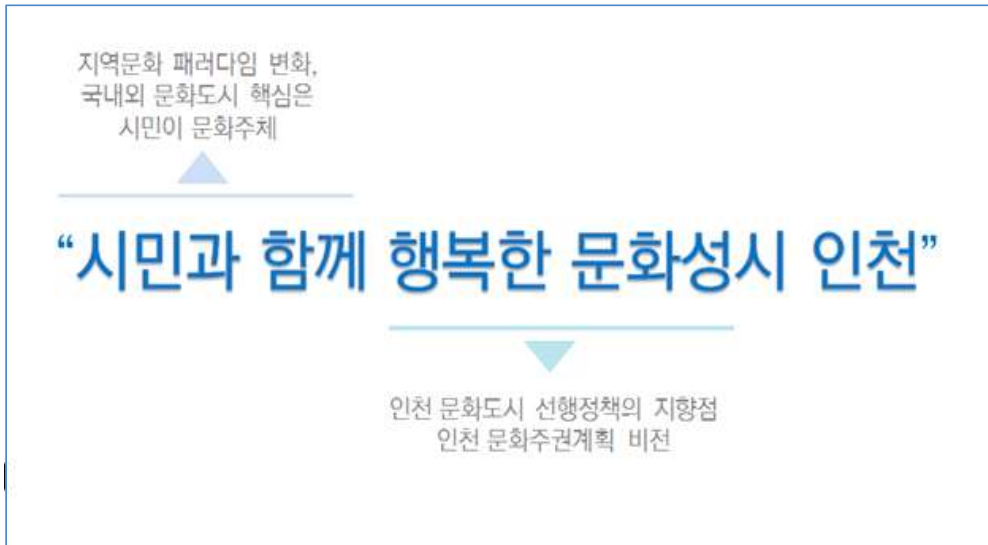 지역문화 패러다임 변화,
국내외 문화도시 핵심은
시민이 문화주체
“시민과 함께 행복한 문화성시 인천”
인천 문화도시 선행정책의 지향점
인천 문화주권계획 비전